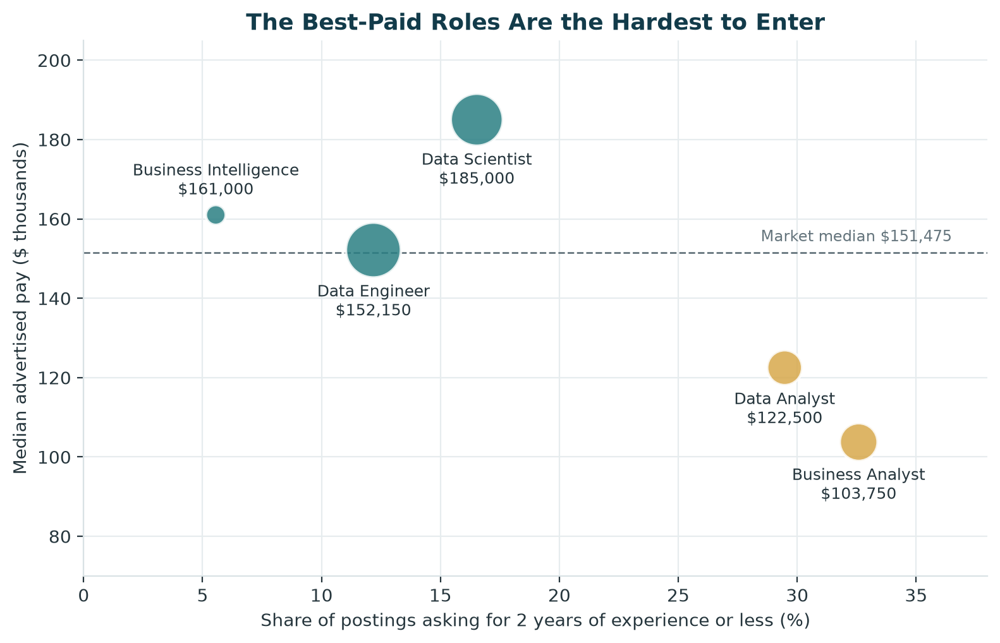 The Best-Paid Roles Are the Hardest to Enter
Median advertised pay ($ thousands)
200
180
160
140
120
100
80
Data Scientist
$185,000
Business Intelligence
$161,000
Market median $151,475
Data Engineer
$152,150
Data Analyst
$122,500
Business Analyst
$103,750
0
5
10
15
20
25
30
35
Share of postings asking for 2 years of experience or less (%)